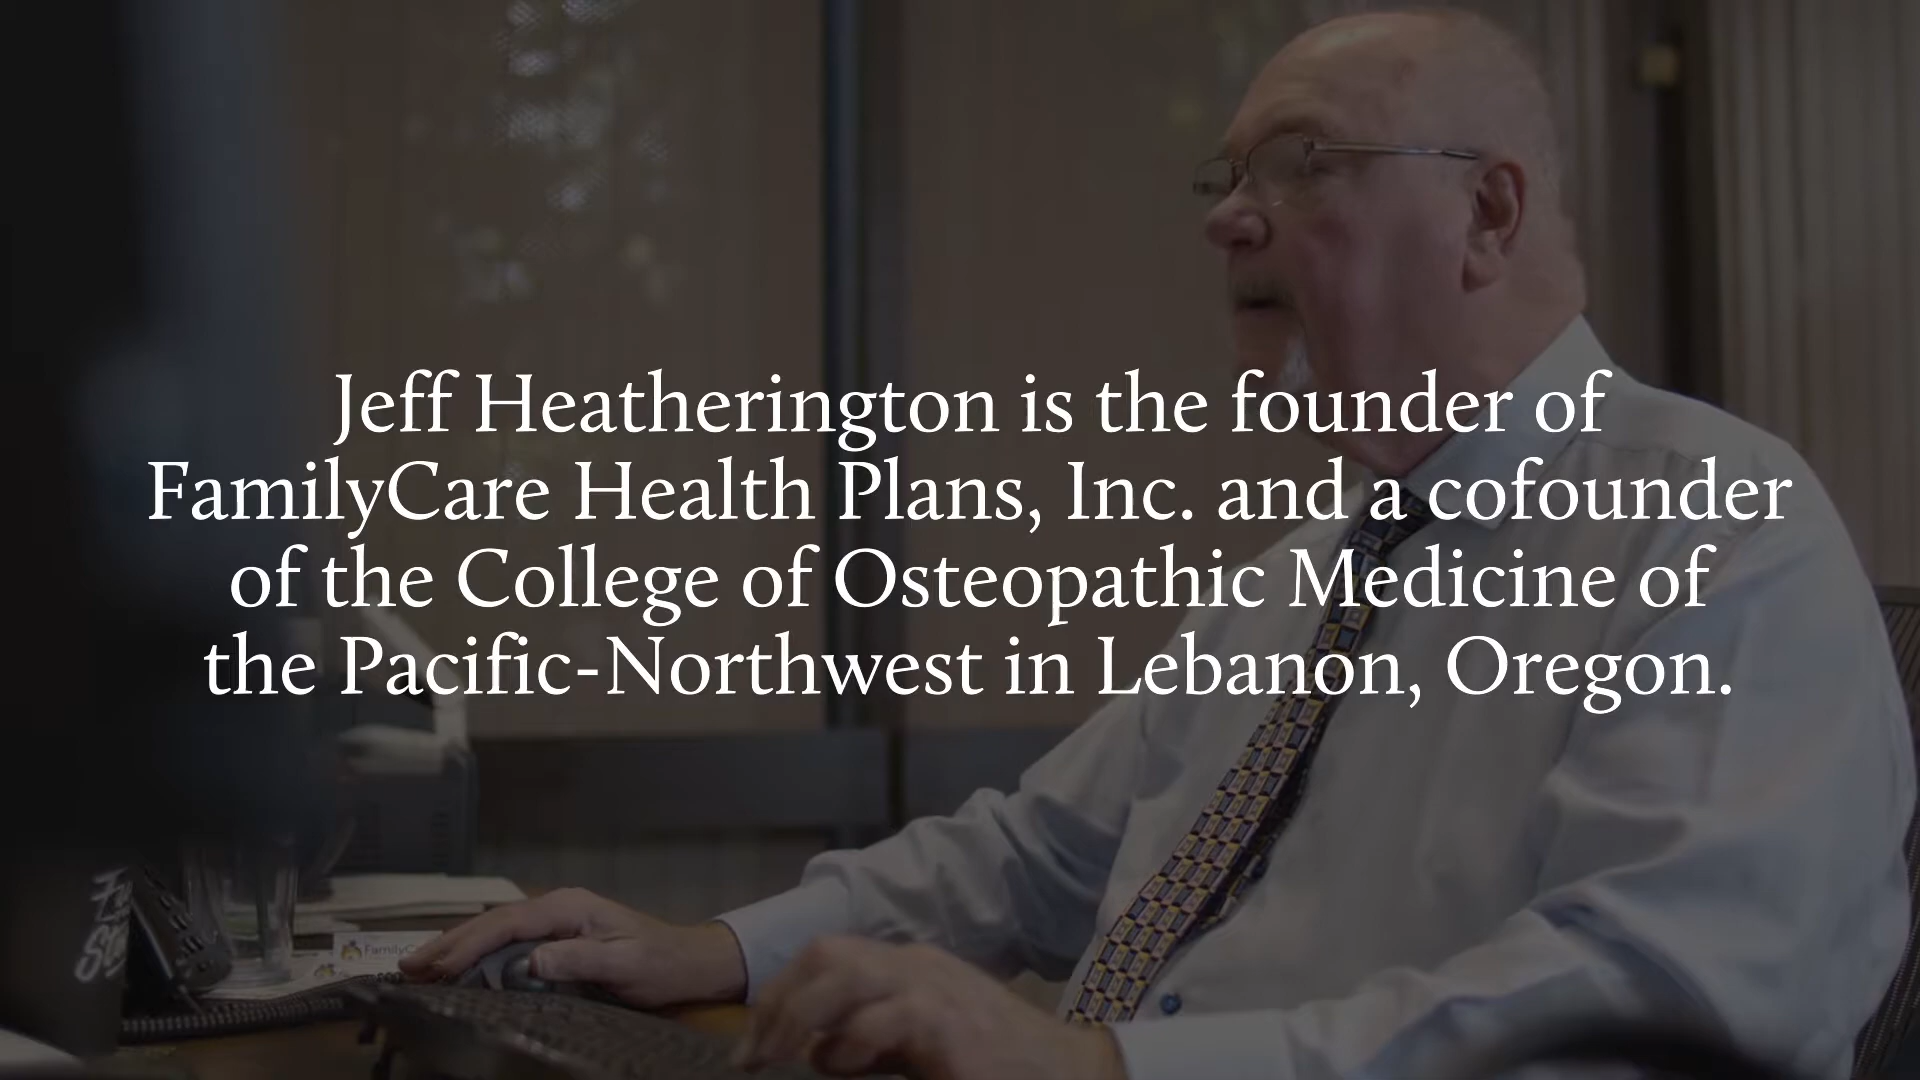 Jeff Heatherington is the founder of
FamilyCare Health Plans, Inc. and a cofounder
of the College of Osteopathic Medicine of
the Pacific-Northwest in Lebanon, Oregon.